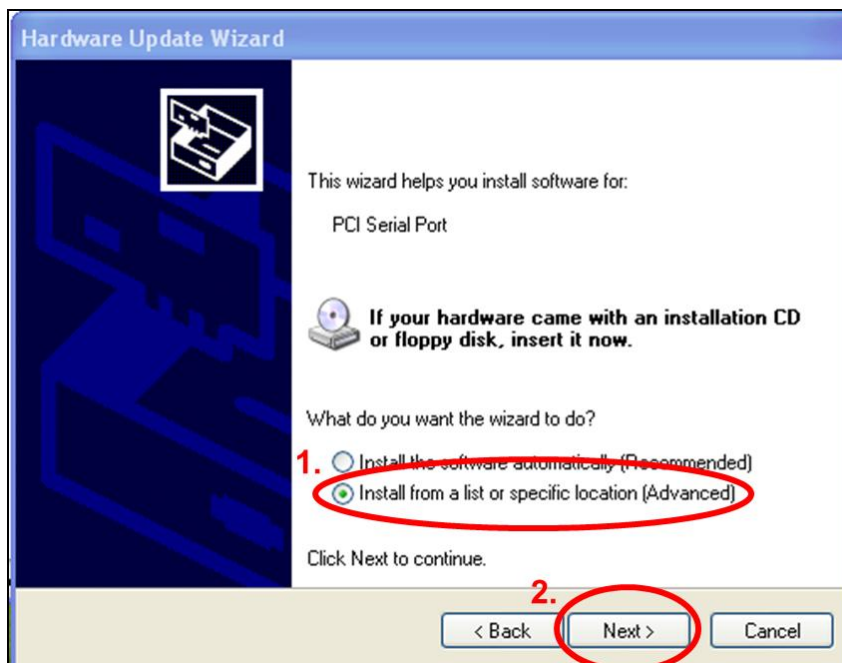 Hardware Update Wizard
This wizard helps you install software for:
PCI Serial Port
If your hardware came with an installation CD
or floppy disk, insert it now.
What do you want the wizard to do?
1.
Install the software automatically (Recommended)
Install from a list or specific location (Advanced)
Click Next to continue.
2.
< Back
Next >
Cancel